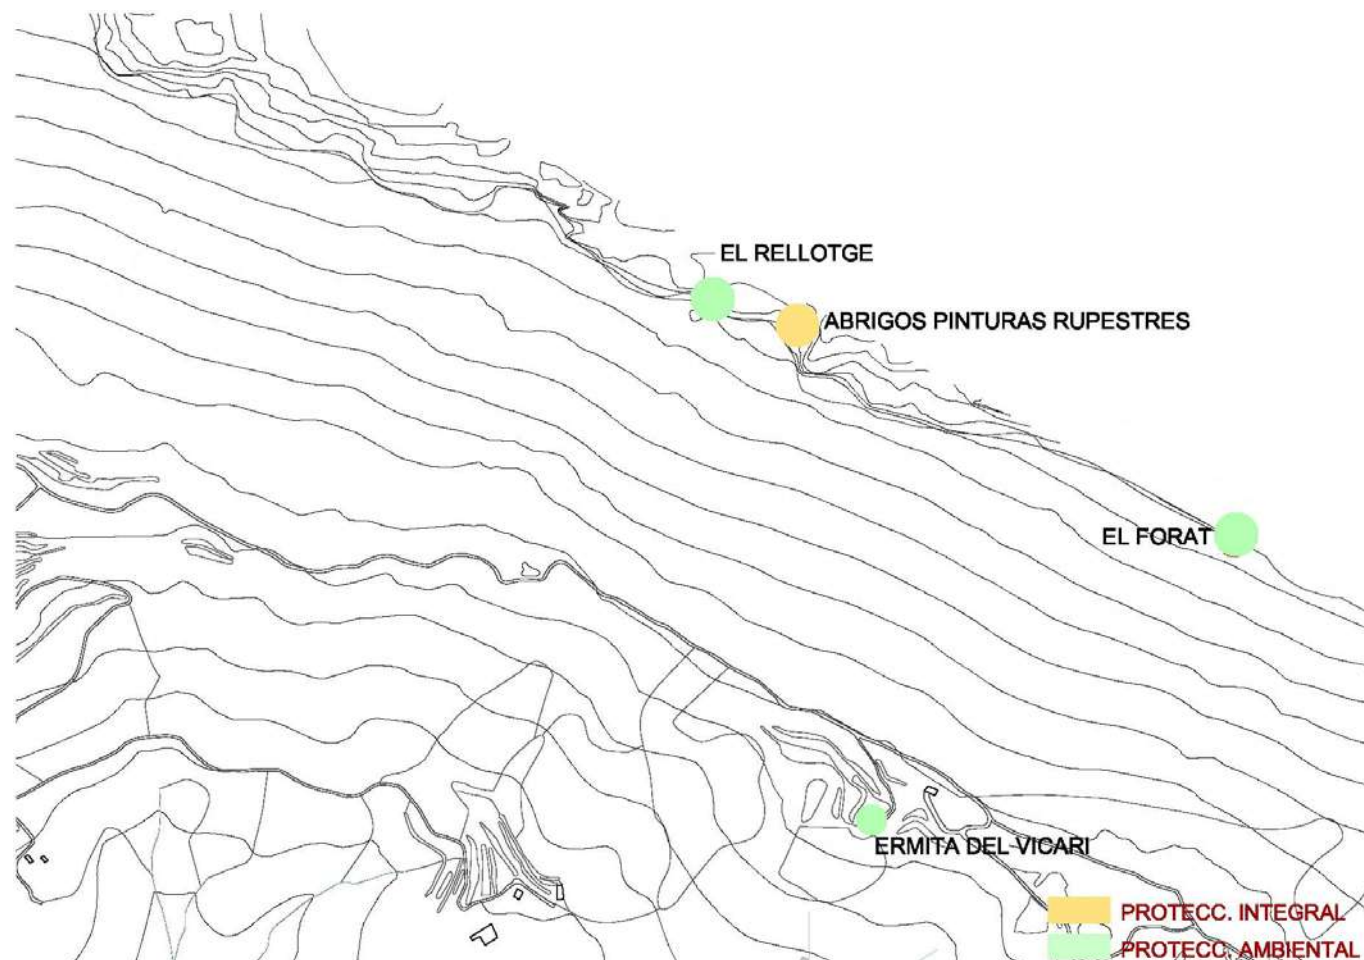 EL RELLOTGE
ABRIGOS PINTURAS RUPESTRES
EL FORAT
ERMITA DEL VICARI
PROTECC. INTEGRAL
PROTECC. AMBIENTAL